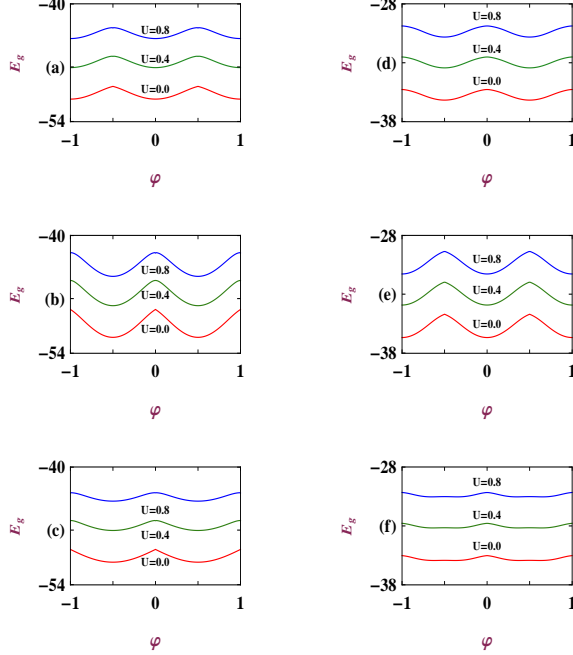 −40
U=0.8
U=0.4
(a)
U=0.0
−54
E_g
−1
0
1
φ
−28
U=0.8
U=0.4
(d)
U=0.0
−38
E_g
−1
0
1
φ
−40
U=0.8
(b)
U=0.4
U=0.0
−54
E_g
−1
0
1
φ
−28
U=0.8
(e)
U=0.4
U=0.0
−38
E_g
−1
0
1
φ
−40
U=0.8
(c)
U=0.4
U=0.0
−54
E_g
−1
0
1
φ
−28
U=0.8
U=0.4
(f)
U=0.0
−38
E_g
−1
0
1
φ